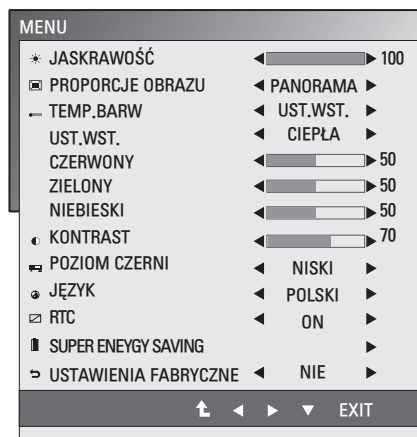 MENU
JASKRAWOŚĆ 100
PROPORCJE OBRAZU PANORAMA
TEMP.BARW UST.WST.
UST.WST. CIEPŁA
CZERWONY 50
ZIELONY 50
NIEBIESKI 50
KONTRAST 70
POZIOM CZERNI NISKI
JĘZYK POLSKI
RTC ON
SUPER ENEYGY SAVING
USTAWIENIA FABRYCZNE NIE
EXIT